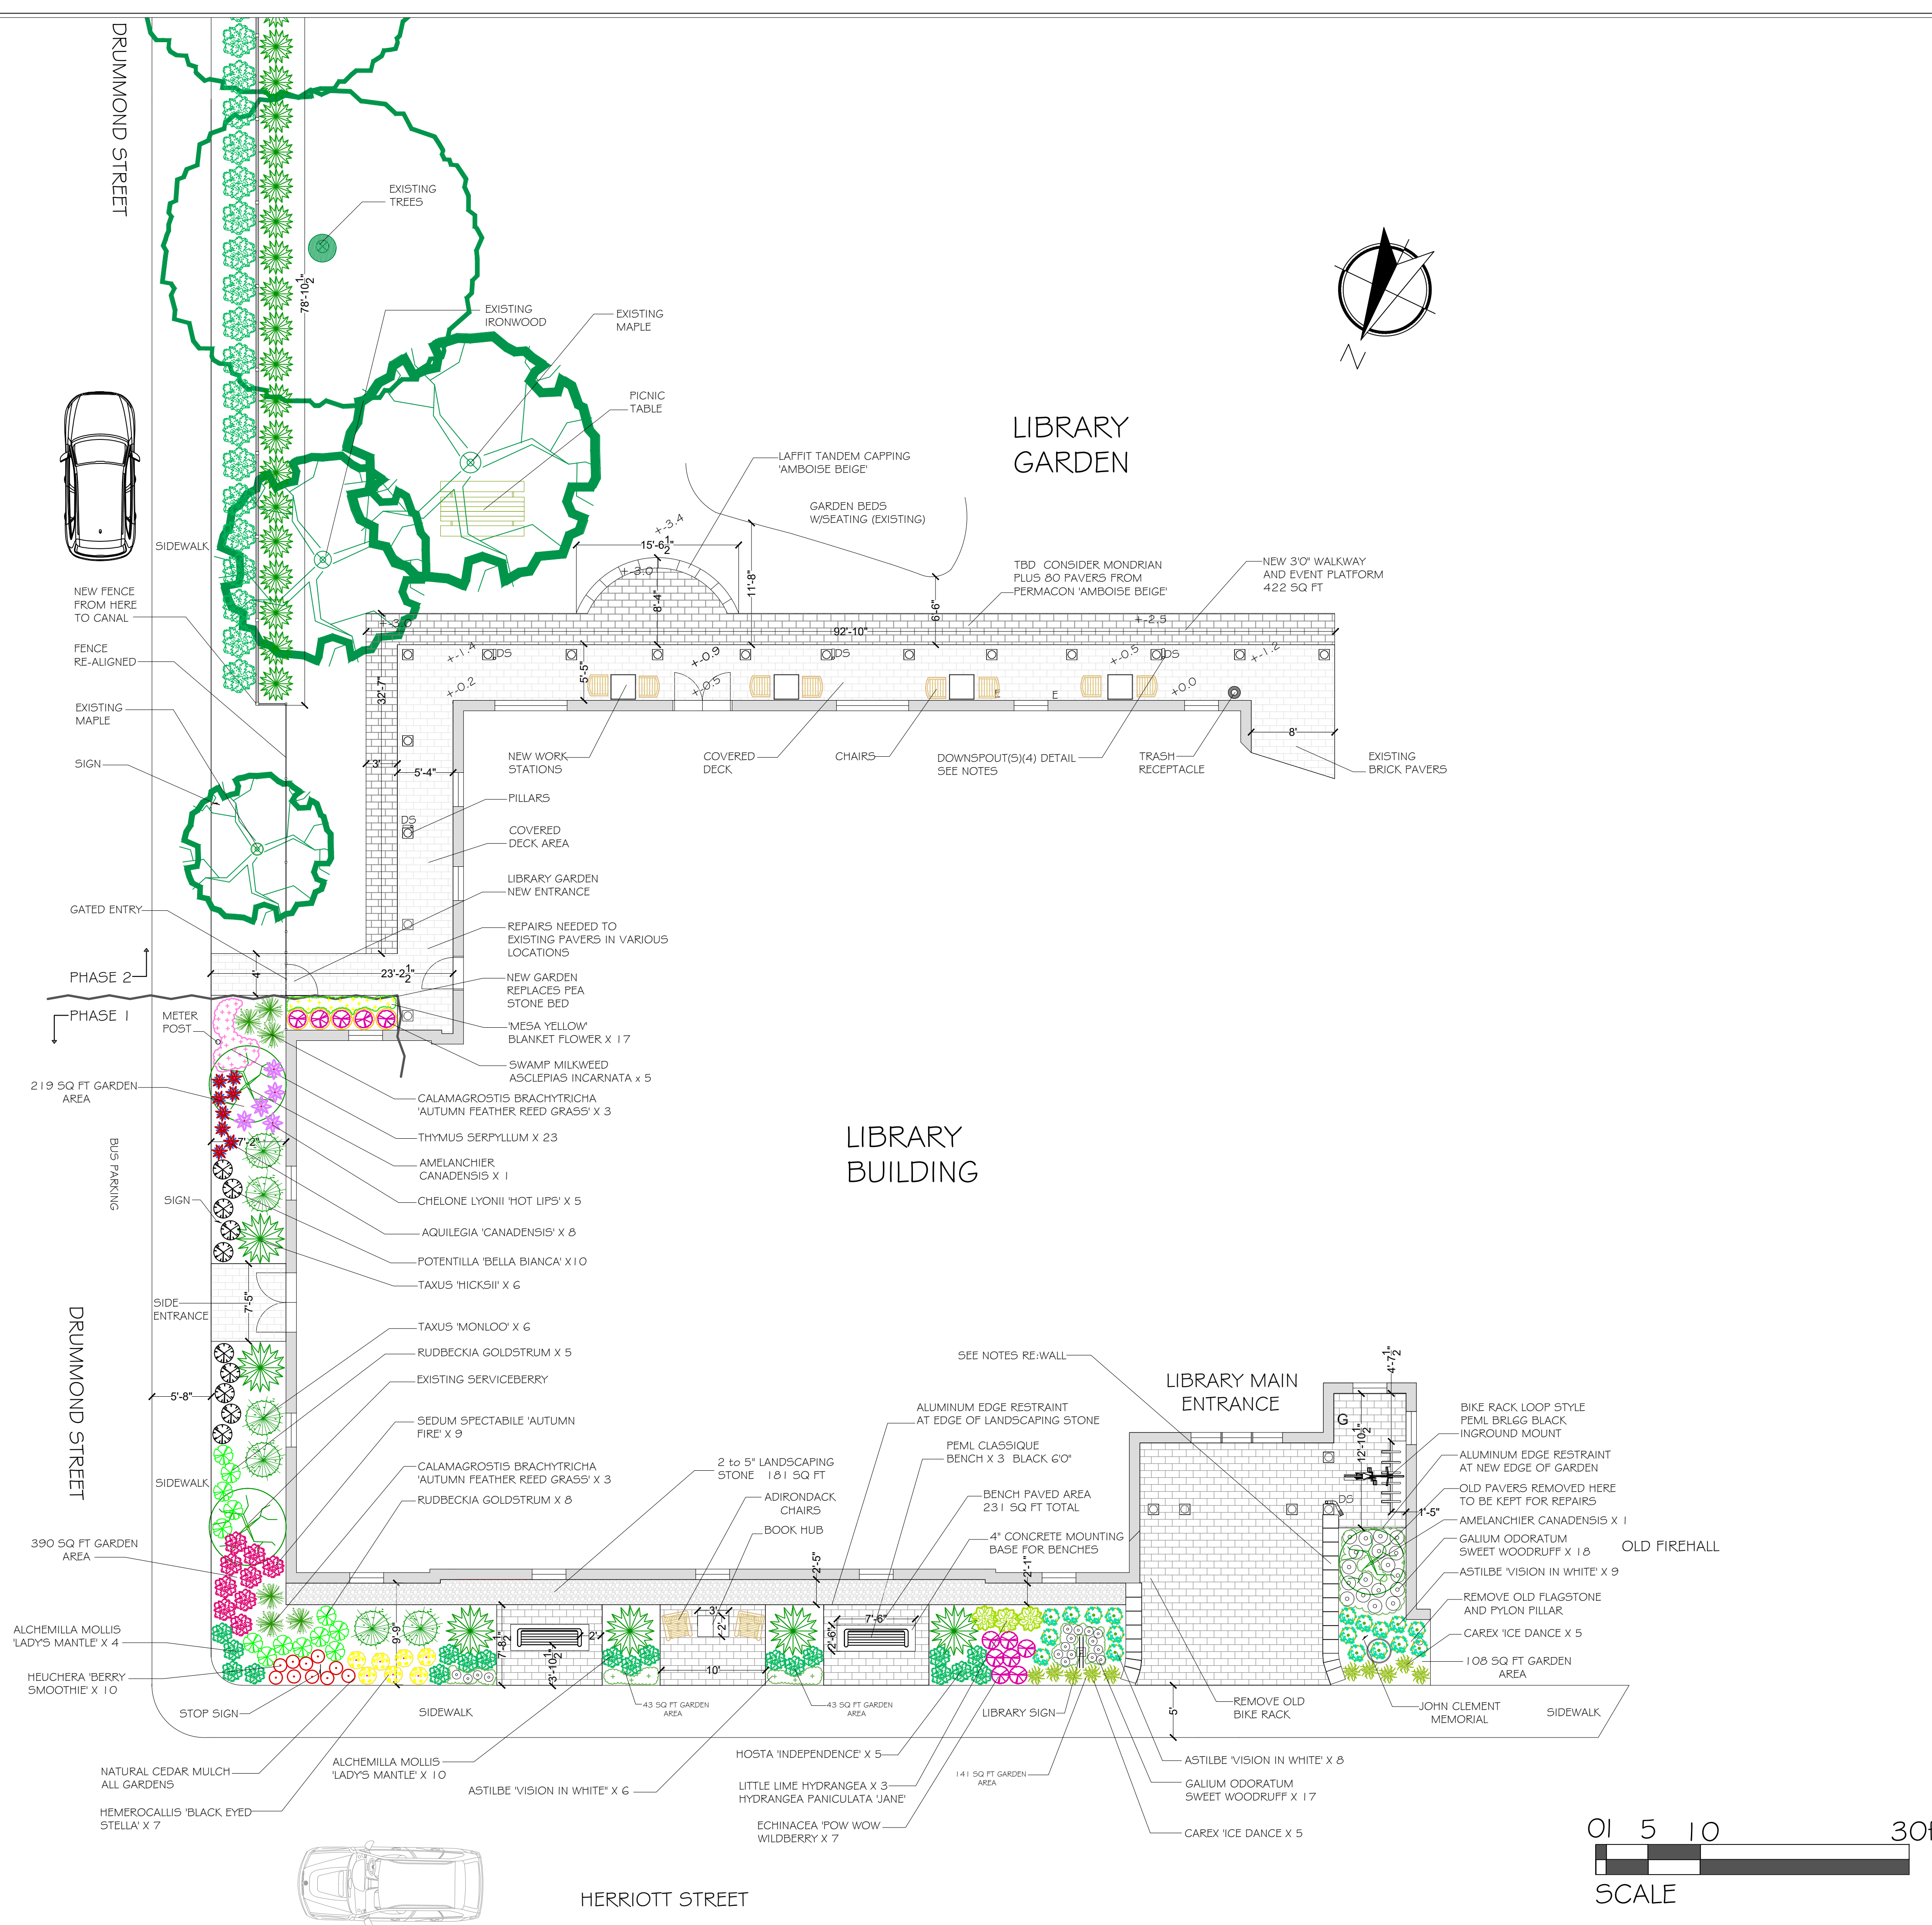 DRUMMOND STREET
EXISTING
TREES
78'-10 1/2"
EXISTING
IRONWOOD
EXISTING
MAPLE
PICNIC
TABLE
N
LIBRARY
GARDEN
LAFFIT TANDEM CAPPING
'AMBOISE BEIGE'
GARDEN BEDS
W/SEATING (EXISTING)
SIDEWALK
+-3.4
15'-6 1/2"
+-3.0
8'-4"
11'-8"
6'-6"
TBD CONSIDER MONDRIAN
PLUS 80 PAVERS FROM
PERMACON 'AMBOISE BEIGE'
NEW 3'0" WALKWAY
AND EVENT PLATFORM
422 SQ FT
NEW FENCE
FROM HERE
TO CANAL
FENCE
RE-ALIGNED
EXISTING
MAPLE
SIGN
+-3.0
92'-10"
+-2.5
+-1.4
DS
+-0.9
DS
+-0.5
DS
+-1.2
32'-7"
5'-5"
+-0.2
+-0.5
E
E
+-0.0
3'
5'-4"
8'
NEW WORK
STATIONS
COVERED
DECK
CHAIRS
DOWNSPOUT(S)(4) DETAIL
SEE NOTES
TRASH
RECEPTACLE
EXISTING
BRICK PAVERS
PILLARS
DS
COVERED
DECK AREA
LIBRARY GARDEN
NEW ENTRANCE
GATED ENTRY
REPAIRS NEEDED TO
EXISTING PAVERS IN VARIOUS
LOCATIONS
PHASE 2
4'
23'-2 1/2"
NEW GARDEN
REPLACES PEA
STONE BED
PHASE 1
METER
POST
'MESA YELLOW'
BLANKET FLOWER X 17
SWAMP MILKWEED
ASCLEPIAS INCARNATA x 5
219 SQ FT GARDEN
AREA
CALAMAGROSTIS BRACHYTRICHA
'AUTUMN FEATHER REED GRASS' X 3
THYMUS SERPYLLUM X 23
7'-2"
BUS PARKING
AMELANCHIER
CANADENSIS X 1
LIBRARY
BUILDING
SIGN
CHELONE LYONII 'HOT LIPS' X 5
AQUILEGIA 'CANADENSIS' X 8
POTENTILLA 'BELLA BIANCA' X10
TAXUS 'HICKSII' X 6
SIDE
ENTRANCE
7'-5"
DRUMMOND STREET
TAXUS 'MONLOO' X 6
RUDBECKIA GOLDSTRUM X 5
EXISTING SERVICEBERRY
5'-8"
SEDUM SPECTABILE 'AUTUMN
FIRE' X 9
SIDEWALK
CALAMAGROSTIS BRACHYTRICHA
'AUTUMN FEATHER REED GRASS' X 3
RUDBECKIA GOLDSTRUM X 8
390 SQ FT GARDEN
AREA
SEE NOTES RE:WALL
LIBRARY MAIN
ENTRANCE
4'-7 1/2"
G
12'-10 1/2"
DS
1'-5"
ALUMINUM EDGE RESTRAINT
AT EDGE OF LANDSCAPING STONE
PEML CLASSIQUE
BENCH X 3 BLACK 6'0"
2 to 5" LANDSCAPING
STONE 181 SQ FT
ADIRONDACK
CHAIRS
BOOK HUB
BENCH PAVED AREA
231 SQ FT TOTAL
4" CONCRETE MOUNTING
BASE FOR BENCHES
BIKE RACK LOOP STYLE
PEML BRLGG BLACK
INGROUND MOUNT
ALUMINUM EDGE RESTRAINT
AT NEW EDGE OF GARDEN
OLD PAVERS REMOVED HERE
TO BE KEPT FOR REPAIRS
AMELANCHIER CANADENSIS X 1
GALIUM ODORATUM
SWEET WOODRUFF X 18
OLD FIREHALL
ASTILBE 'VISION IN WHITE' X 9
REMOVE OLD FLAGSTONE
AND PYLON PILLAR
CAREX 'ICE DANCE X 5
108 SQ FT GARDEN
AREA
JOHN CLEMENT
MEMORIAL
SIDEWALK
2'-5"
2'-1"
9'-9"
7'-8 1/2"
3'-10 1/2"
2'
3'
2'
10'
2'-6"
7'-6"
ALCHEMILLA MOLLIS
'LADY'S MANTLE' X 4
HEUCHERA 'BERRY
SMOOTHIE' X 10
STOP SIGN
SIDEWALK
43 SQ FT GARDEN
AREA
43 SQ FT GARDEN
AREA
LIBRARY SIGN
5'
REMOVE OLD
BIKE RACK
NATURAL CEDAR MULCH
ALL GARDENS
HEMEROCALLIS 'BLACK EYED
STELLA' X 7
ALCHEMILLA MOLLIS
'LADY'S MANTLE' X 10
ASTILBE 'VISION IN WHITE" X 6
HOSTA 'INDEPENDENCE' X 5
LITTLE LIME HYDRANGEA X 3
HYDRANGEA PANICULATA 'JANE'
ECHINACEA 'POW WOW
WILDBERRY X 7
141 SQ FT GARDEN
AREA
ASTILBE 'VISION IN WHITE' X 8
GALIUM ODORATUM
SWEET WOODRUFF X 17
CAREX 'ICE DANCE X 5
HERRIOTT STREET
01 5 10 30f
SCALE